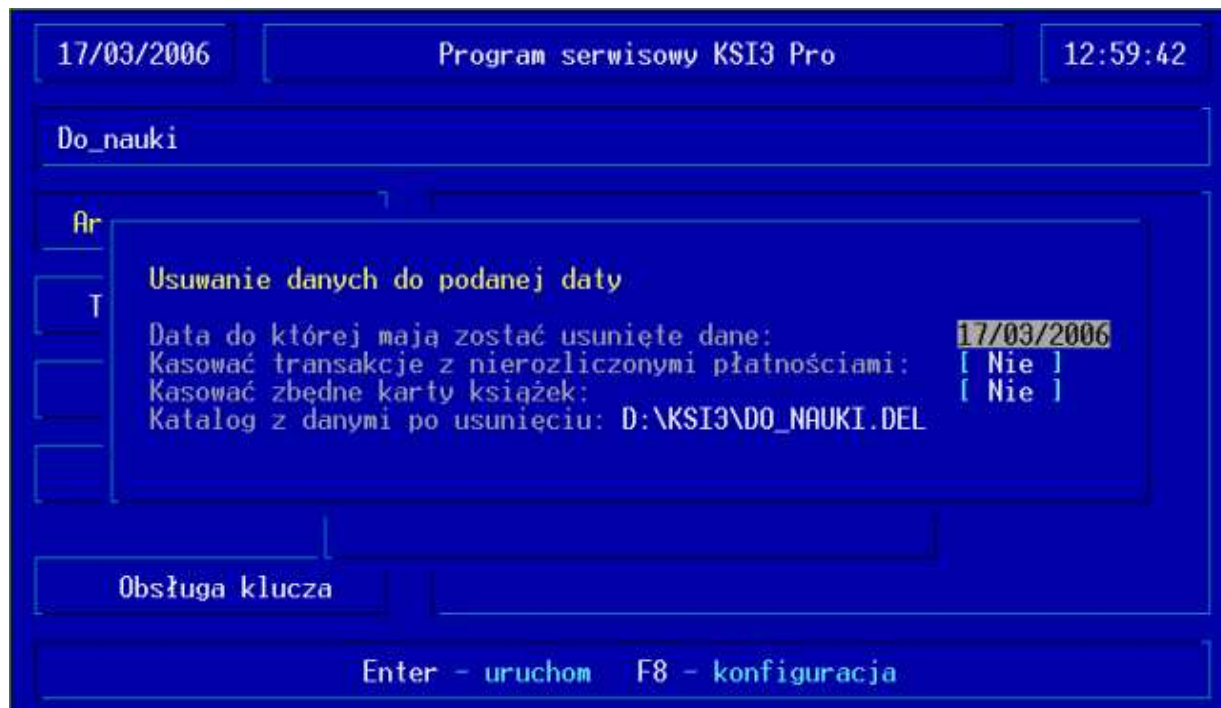 17/03/2006 Program serwisowy KSI3 Pro 12:59:42
Do_nauki
Ar
Usuwanie danych do podanej daty
T
Data do której mają zostać usunięte dane: 17/03/2006
Kasować transakcje z nierozliczonymi płatnościami: [ Nie ]
Kasować zbędne karty książek: [ Nie ]
Katalog z danymi po usunięciu: D:\KSI3\DO_NAUKI.DEL
Obsługa klucza
Enter - uruchom F8 - konfiguracja